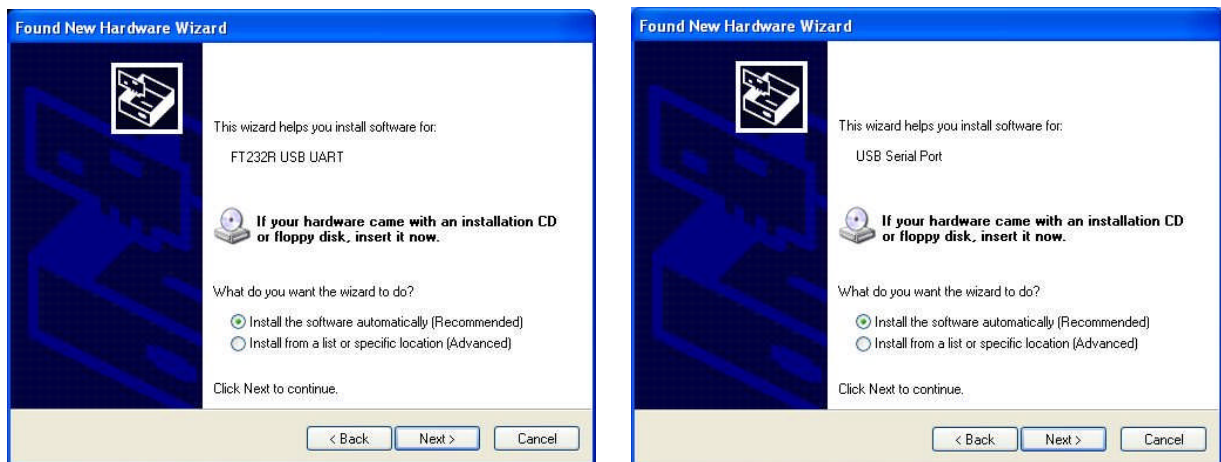 Found New Hardware Wizard
This wizard helps you install software for:
FT232R USB UART
If your hardware came with an installation CD
or floppy disk, insert it now.
What do you want the wizard to do?
Install the software automatically (Recommended)
Install from a list or specific location (Advanced)
Click Next to continue.
< Back
Next >
Cancel
Found New Hardware Wizard
This wizard helps you install software for:
USB Serial Port
If your hardware came with an installation CD
or floppy disk, insert it now.
What do you want the wizard to do?
Install the software automatically (Recommended)
Install from a list or specific location (Advanced)
Click Next to continue.
< Back
Next >
Cancel